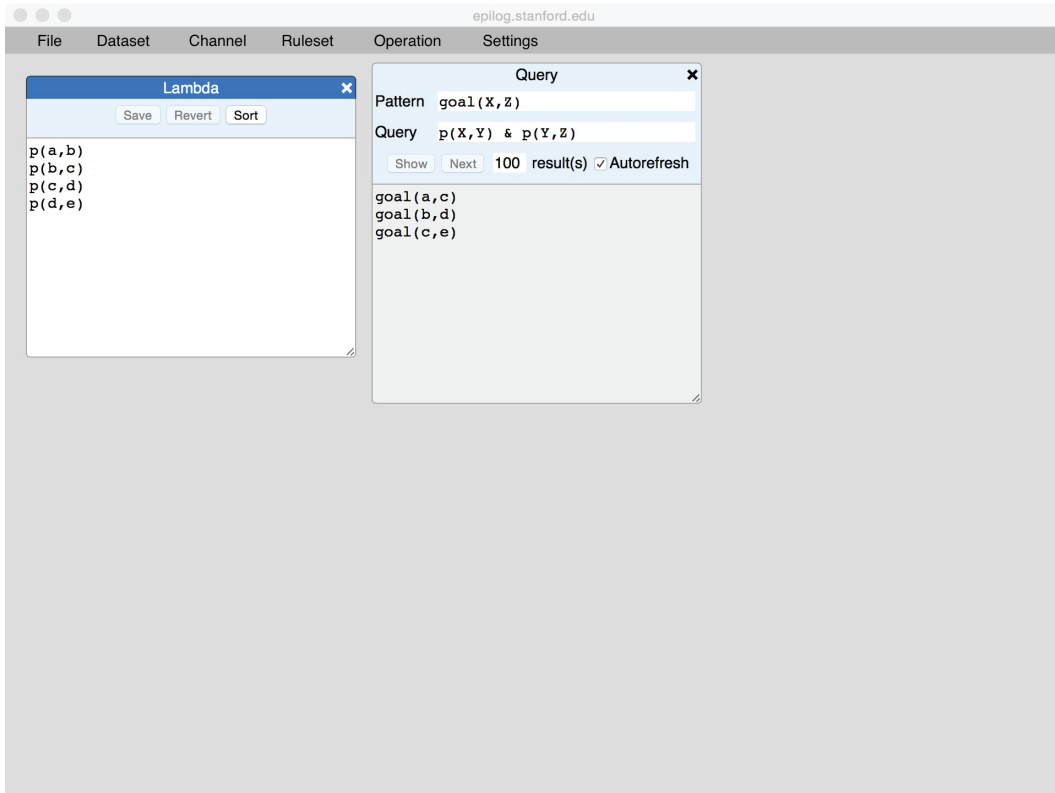 epilog.stanford.edu
File Dataset Channel Ruleset Operation Settings
Lambda ×
Save Revert Sort
p(a,b)
p(b,c)
p(c,d)
p(d,e)
Query ×
Pattern goal(X,Z)
Query p(X,Y) & p(Y,Z)
Show Next 100 result(s) Autorefresh
goal(a,c)
goal(b,d)
goal(c,e)